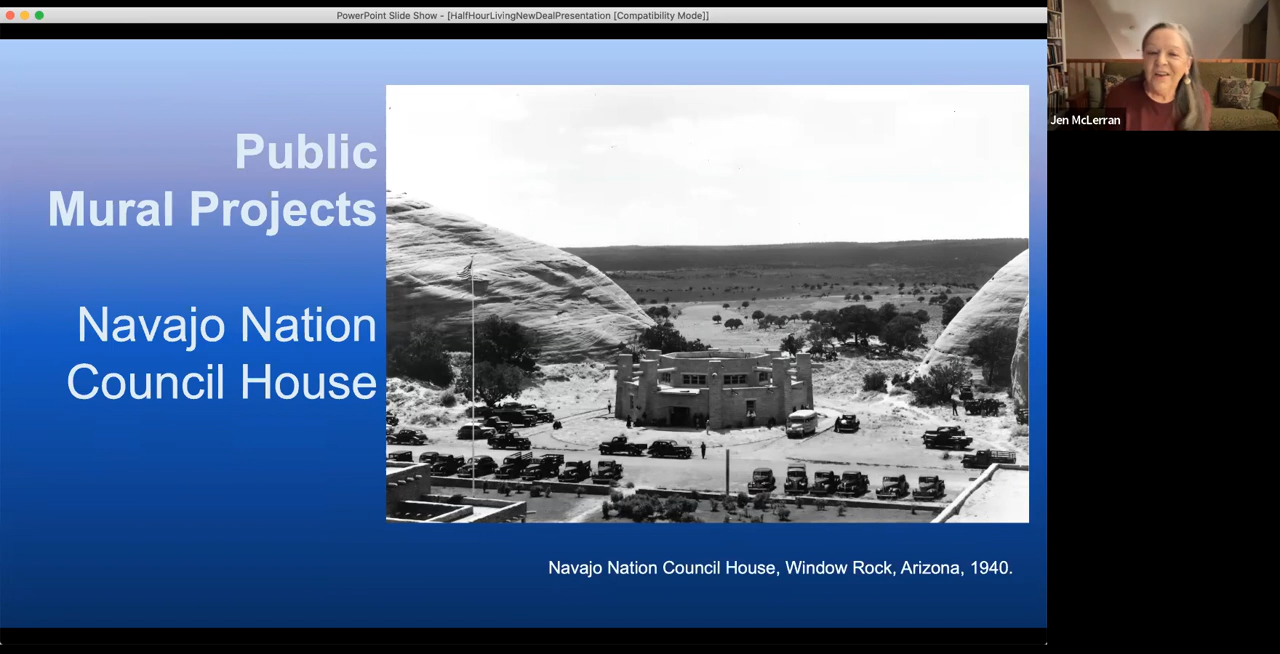 PowerPoint Slide Show - [HalfHourLivingNewDealPresentation [Compatibility Mode]]
Public
Mural Projects
Navajo Nation
Council House
Navajo Nation Council House, Window Rock, Arizona, 1940.
Jen McLerran